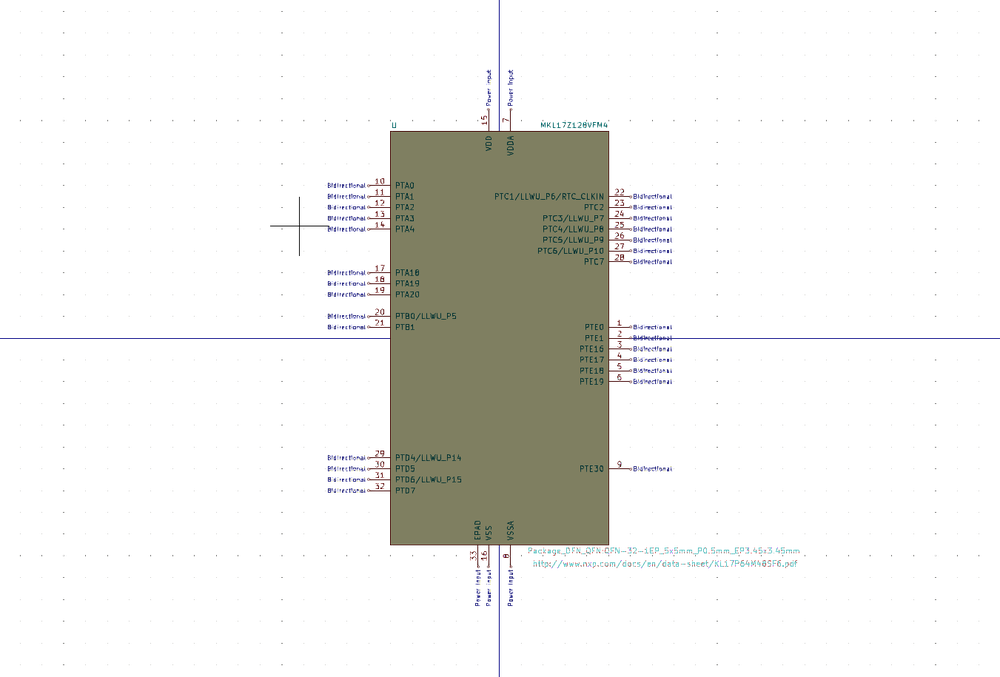 Power Input Power Input
15 7
U MKL17Z128VFM4
VDD VDDA
Bidirectional 10 PTA0
Bidirectional 11 PTA1 PTC1/LLWU_P6/RTC_CLKIN 22 Bidirectional
Bidirectional 12 PTA2 PTC2 23 Bidirectional
Bidirectional 13 PTA3 PTC3/LLWU_P7 24 Bidirectional
Bidirectional 14 PTA4 PTC4/LLWU_P8 25 Bidirectional
PTC5/LLWU_P9 26 Bidirectional
PTC6/LLWU_P10 27 Bidirectional
PTC7 28 Bidirectional
Bidirectional 17 PTA18
Bidirectional 18 PTA19
Bidirectional 19 PTA20
Bidirectional 20 PTB0/LLWU_P5
Bidirectional 21 PTB1 PTE0 1 Bidirectional
PTE1 2 Bidirectional
PTE16 3 Bidirectional
PTE17 4 Bidirectional
PTE18 5 Bidirectional
PTE19 6 Bidirectional
Bidirectional 29 PTD4/LLWU_P14
Bidirectional 30 PTD5 PTE30 9 Bidirectional
Bidirectional 31 PTD6/LLWU_P15
Bidirectional 32 PTD7
EPAD VSS VSSA
33 16 8
Package_DFN_QFN:QFN-32-1EP_5x5mm_P0.5mm_EP3.45x3.45mm
http://www.nxp.com/docs/en/data-sheet/KL17P64M48SF6.pdf
Power Input Power Input Power Input